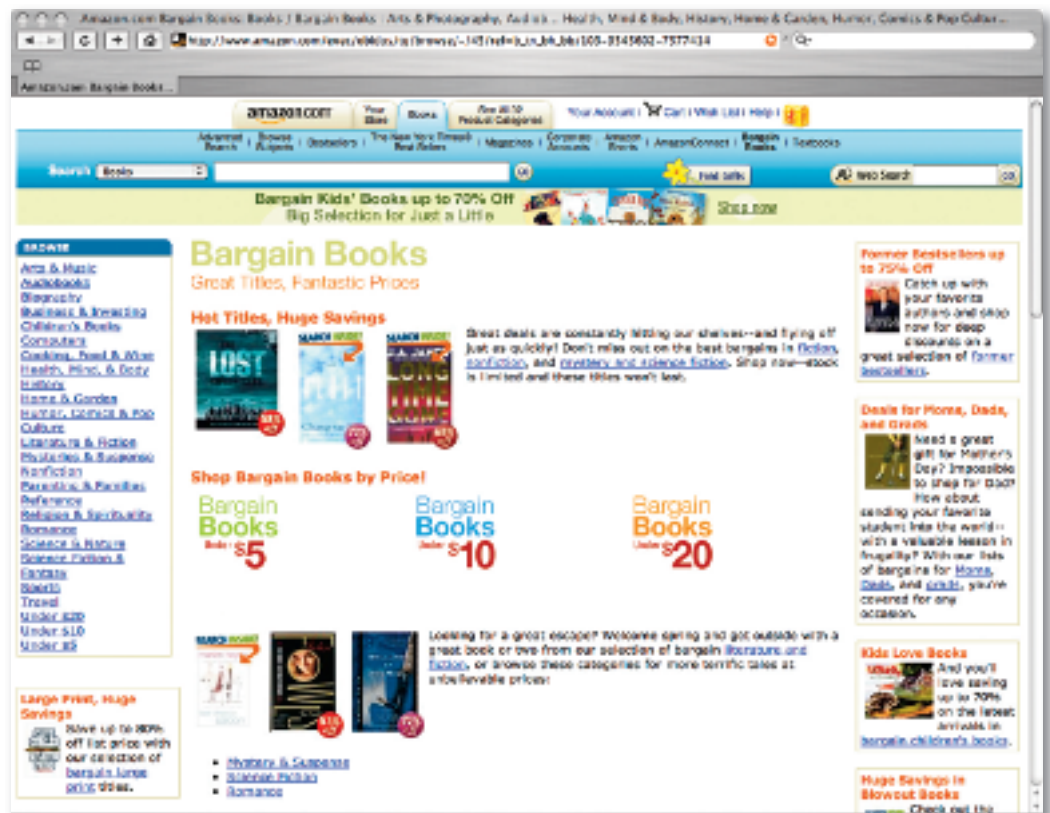 Amazon.com Bargain Books: Books / Bargain Books : Arts & Photography, Audiob... Health, Mind & Body, History, Home & Garden, Humor, Comics & Pop Cultur...
Amazon.com Bargain Books...
amazon.com
Your Store
Books
See All 32 Product Categories
Your Account | Cart | Wish List | Help |
Advanced Search | Browse Subjects | Bestsellers | The New York Times® Best Sellers | Magazines | Corporate Accounts | Amazon Shorts | AmazonConnect | Bargain Books | Textbooks
Search Books GO Find Gifts A9 Web Search GO
Bargain Kids' Books up to 70% Off
Big Selection for Just a Little
Shop now
BROWSE
Arts & Music
Audiobooks
Biography
Business & Investing
Children's Books
Computers
Cooking, Food & Wine
Health, Mind, & Body
History
Home & Garden
Humor, Comics & Pop
Culture
Literature & Fiction
Mysteries & Suspense
Nonfiction
Parenting & Families
Reference
Religion & Spirituality
Romance
Science & Nature
Science Fiction &
Fantasy
Sports
Travel
Under $20
Under $10
Under $5
Large Print, Huge
Savings
Save up to 80%
off list price with
our selection of
bargain large
print titles.
Bargain Books
Great Titles, Fantastic Prices
Hot Titles, Huge Savings
LOST
SEARCH INSIDE!
LONG
TIME
GONE
Great deals are constantly hitting our shelves--and flying off
just as quickly! Don't miss out on the best bargains in fiction,
nonfiction, and mystery and science fiction. Shop now--stock
is limited and these titles won't last.
Shop Bargain Books by Price!
Bargain
Books
Under $5
Bargain
Books
Under $10
Bargain
Books
Under $20
SEARCH INSIDE!
Looking for a great escape? Welcome spring and get outside with a
great book or two from our selection of bargain literature and
fiction, or browse these categories for more terrific tales at
unbelievable prices:
• Mystery & Suspense
• Science Fiction
• Romance
Former Bestsellers up
to 75% Off
Catch up with
your favorite
authors and shop
now for deep
discounts on a
great selection of former
bestsellers.
Deals for Moms, Dads,
and Grads
Need a great
gift for Mother's
Day? Impossible
to shop for Dad?
How about
sending your favorite
student into the world--
with a valuable lesson in
frugality? With our lists
of bargains for Moms,
Dads, and grads, you're
covered for any
occasion.
Kids Love Books
And you'll
love saving
up to 70%
on the latest
arrivals in
bargain children's books.
Huge Savings in
Blowout Books
Check out the